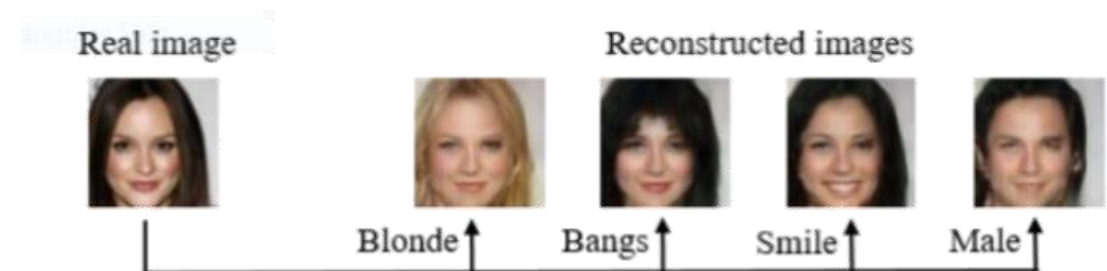 Real image
Reconstructed images
Blonde
Bangs
Smile
Male